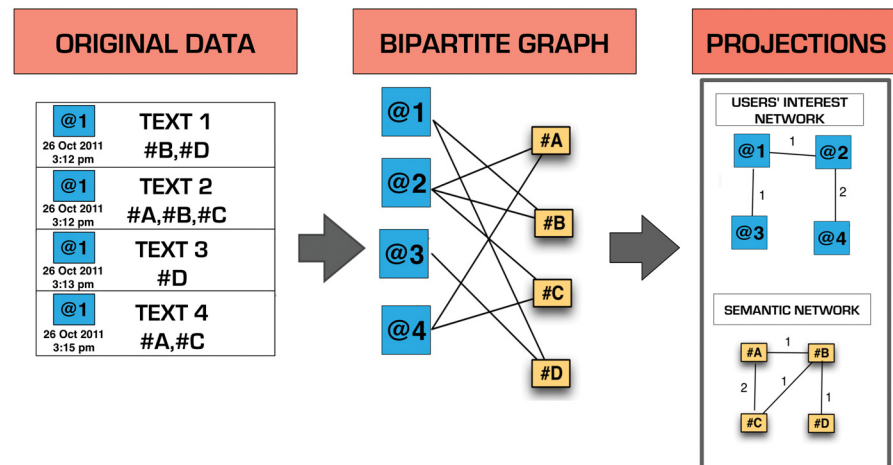 ORIGINAL DATA
@1
26 Oct 2011
3:12 pm
TEXT 1
#B,#D
@1
26 Oct 2011
3:12 pm
TEXT 2
#A,#B,#C
@1
26 Oct 2011
3:13 pm
TEXT 3
#D
@1
26 Oct 2011
3:15 pm
TEXT 4
#A,#C
BIPARTITE GRAPH
@1
@2
@3
@4
#A
#B
#C
#D
PROJECTIONS
USERS' INTEREST
NETWORK
@1
1
@2
1
2
@3
@4
SEMANTIC NETWORK
#A
1
#B
2
1
1
#C
#D